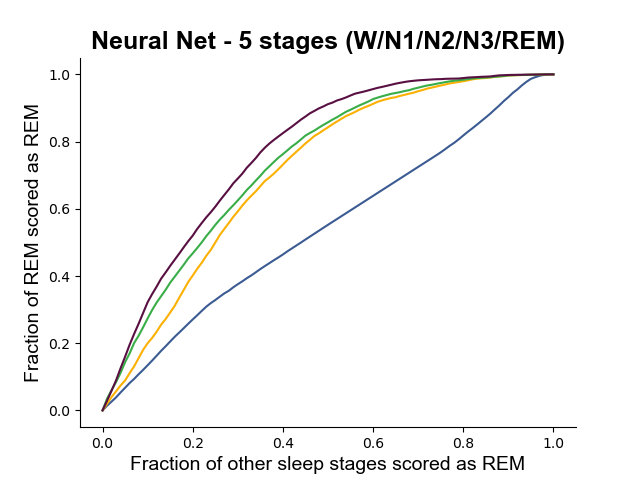 Neural Net - 5 stages (W/N1/N2/N3/REM)
1.0
0.8
0.6
0.4
0.2
0.0
Fraction of REM scored as REM
0.0 0.2 0.4 0.6 0.8 1.0
Fraction of other sleep stages scored as REM